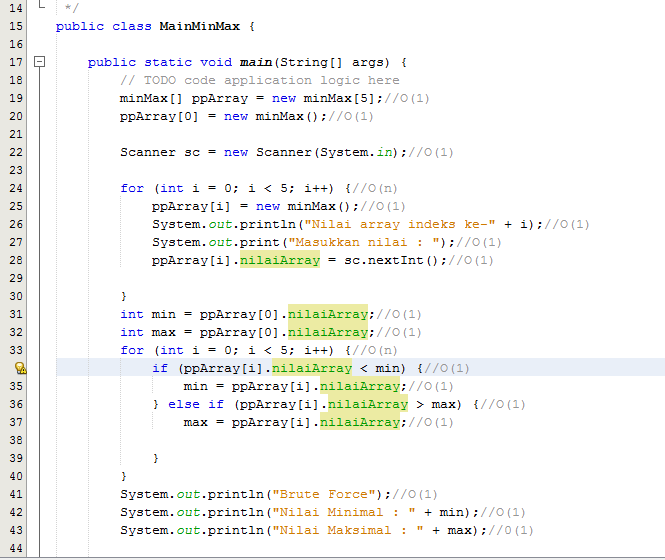 14 */
15 public class MainMinMax {
16
17 public static void main(String[] args) {
18 // TODO code application logic here
19 minMax[] ppArray = new minMax[5];//O(1)
20 ppArray[0] = new minMax();//O(1)
21
22 Scanner sc = new Scanner(System.in);//O(1)
23
24 for (int i = 0; i < 5; i++) {//O(n)
25 ppArray[i] = new minMax();//O(1)
26 System.out.println("Nilai array indeks ke-" + i);//O(1)
27 System.out.print("Masukkan nilai : ");//O(1)
28 ppArray[i].nilaiArray = sc.nextInt();//O(1)
29
30 }
31 int min = ppArray[0].nilaiArray;//O(1)
32 int max = ppArray[0].nilaiArray;//O(1)
33 for (int i = 0; i < 5; i++) {//O(n)
if (ppArray[i].nilaiArray < min) {//O(1)
35 min = ppArray[i].nilaiArray;//O(1)
36 } else if (ppArray[i].nilaiArray > max) {//O(1)
37 max = ppArray[i].nilaiArray;//O(1)
38
39 }
40 }
41 System.out.println("Brute Force");//O(1)
42 System.out.println("Nilai Minimal : " + min);//O(1)
43 System.out.println("Nilai Maksimal : " + max);//0(1)
44